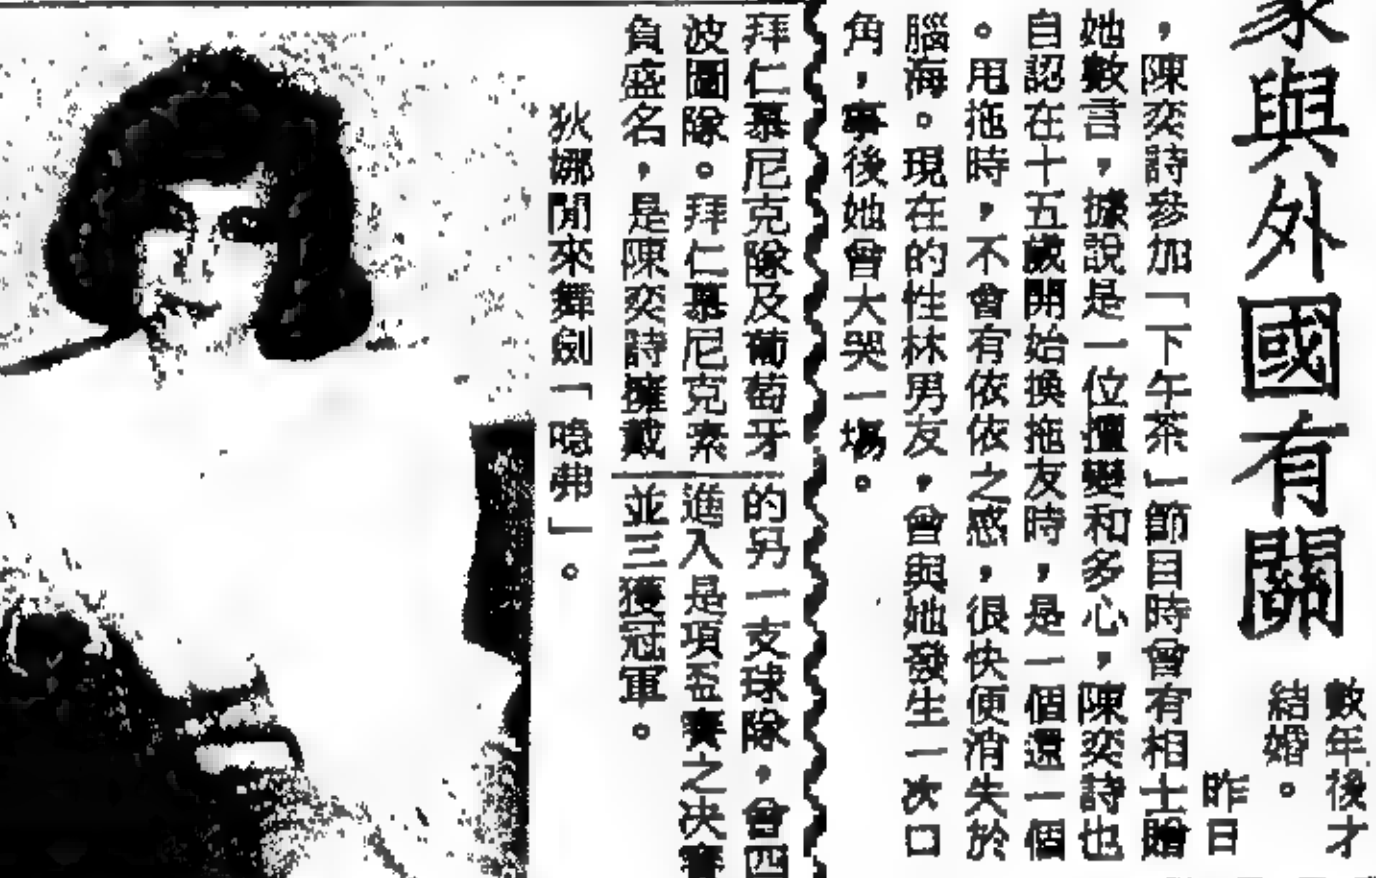 家與外國有關
數年後才
結婚。
昨日
，陳奕詩參加「下午茶」節目時曾有相士贈
她數言，據說是一位擅變和多心，陳奕詩也
自認在十五歲開始換拖友時，是一個還一個
。甩拖時，不會有依依之感，很快便消失於
腦海。現在的性林男友，曾與她發生一次口
角，事後她曾大哭一場。
拜仁慕尼克隊及葡萄牙
波圖隊。拜仁慕尼克素
負盛名，是陳奕詩擁戴
的另一支球隊，曾四
進入是項盃賽之決賽
並三獲冠軍。
狄娜閒來舞劍「鳴弗」。